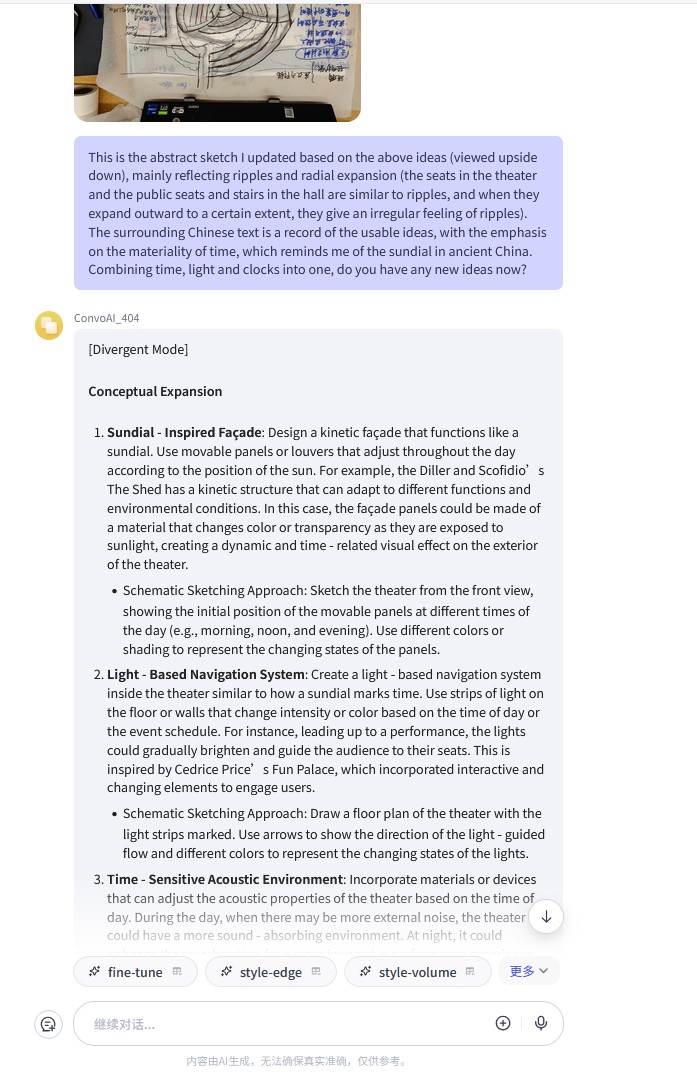 This is the abstract sketch I updated based on the above ideas (viewed upside
down), mainly reflecting ripples and radial expansion (the seats in the theater
and the public seats and stairs in the hall are similar to ripples, and when they
expand outward to a certain extent, they give an irregular feeling of ripples).
The surrounding Chinese text is a record of the usable ideas, with the emphasis
on the materiality of time, which reminds me of the sundial in ancient China.
Combining time, light and clocks into one, do you have any new ideas now?
ConvoAI_404
[Divergent Mode]
Conceptual Expansion
1. Sundial - Inspired Façade: Design a kinetic façade that functions like a
sundial. Use movable panels or louvers that adjust throughout the day
according to the position of the sun. For example, the Diller and Scofidio’s
The Shed has a kinetic structure that can adapt to different functions and
environmental conditions. In this case, the façade panels could be made of
a material that changes color or transparency as they are exposed to
sunlight, creating a dynamic and time - related visual effect on the exterior
of the theater.
• Schematic Sketching Approach: Sketch the theater from the front view,
showing the initial position of the movable panels at different times of
the day (e.g., morning, noon, and evening). Use different colors or
shading to represent the changing states of the panels.
2. Light - Based Navigation System: Create a light - based navigation system
inside the theater similar to how a sundial marks time. Use strips of light on
the floor or walls that change intensity or color based on the time of day or
the event schedule. For instance, leading up to a performance, the lights
could gradually brighten and guide the audience to their seats. This is
inspired by Cedrice Price’s Fun Palace, which incorporated interactive and
changing elements to engage users.
• Schematic Sketching Approach: Draw a floor plan of the theater with the
light strips marked. Use arrows to show the direction of the light - guided
flow and different colors to represent the changing states of the lights.
3. Time - Sensitive Acoustic Environment: Incorporate materials or devices
that can adjust the acoustic properties of the theater based on the time of
day. During the day, when there may be more external noise, the theater
could have a more sound - absorbing environment. At night, it could
fine-tune
style-edge
style-volume
更多
继续对话...
内容由AI生成，无法确保真实准确，仅供参考。